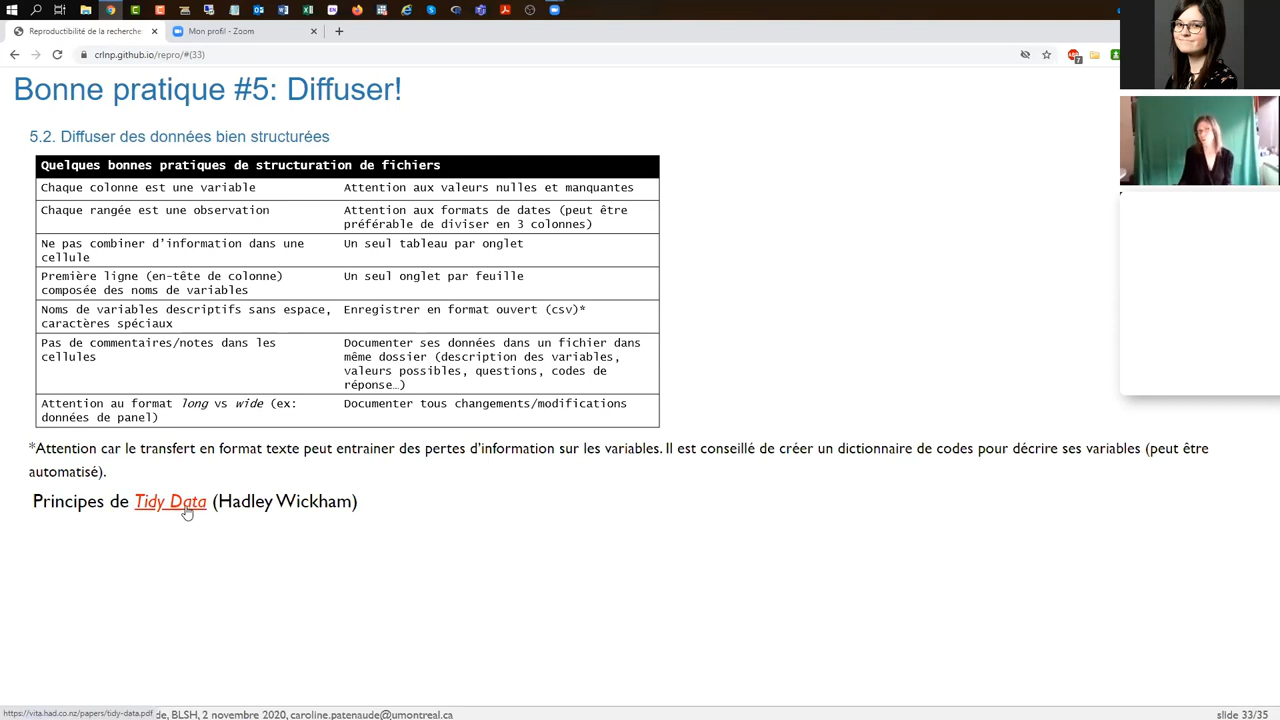 Reproductibilité de la recherche
Mon profil - Zoom
crlnp.github.io/repro/#(33)
7
Bonne pratique #5: Diffuser!
5.2. Diffuser des données bien structurées
Quelques bonnes pratiques de structuration de fichiers
Chaque colonne est une variable
Attention aux valeurs nulles et manquantes
Chaque rangée est une observation
Attention aux formats de dates (peut être
préférable de diviser en 3 colonnes)
Ne pas combiner d'information dans une
cellule
Un seul tableau par onglet
Première ligne (en-tête de colonne)
composée des noms de variables
Un seul onglet par feuille
Noms de variables descriptifs sans espace,
caractères spéciaux
Enregistrer en format ouvert (csv)*
Pas de commentaires/notes dans les
cellules
Documenter ses données dans un fichier dans
même dossier (description des variables,
valeurs possibles, questions, codes de
réponse…)
Attention au format long vs wide (ex:
données de panel)
Documenter tous changements/modifications
*Attention car le transfert en format texte peut entrainer des pertes d'information sur les variables. Il est conseillé de créer un dictionnaire de codes pour décrire ses variables (peut être
automatisé).
Principes de Tidy Data (Hadley Wickham)
https://vita.had.co.nz/papers/tidy-data.pdf
de, BLSH, 2 novembre 2020, caroline.patenaude@umontreal.ca
slide 33/35